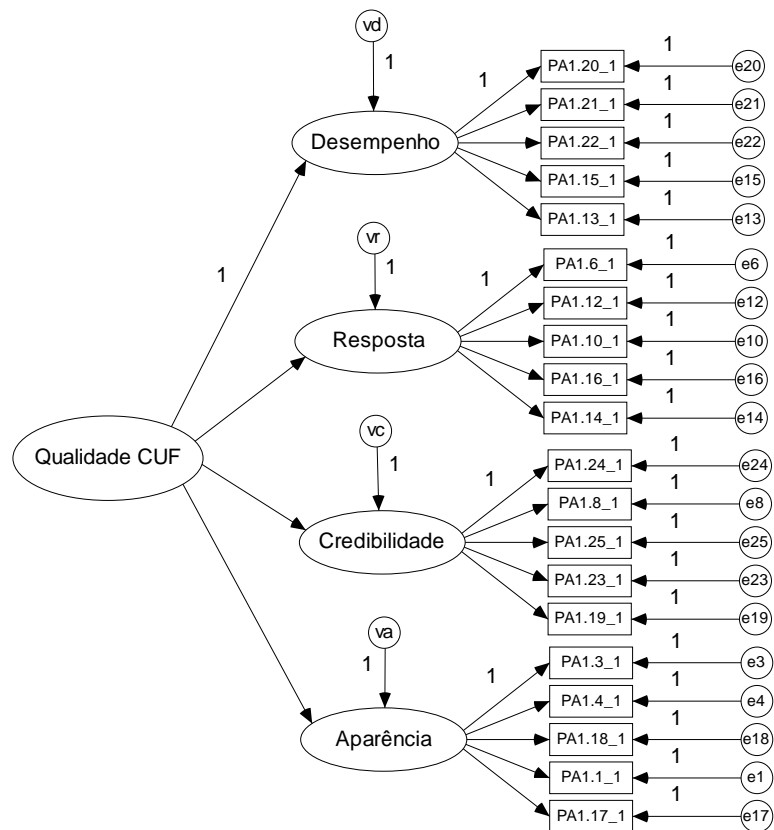 vd
1
1
PA1.20_1
1
e20
PA1.21_1
1
e21
Desempenho
PA1.22_1
1
e22
PA1.15_1
1
e15
PA1.13_1
1
e13
1
vr
1
1
PA1.6_1
1
e6
PA1.12_1
1
e12
Resposta
PA1.10_1
1
e10
PA1.16_1
1
e16
PA1.14_1
1
e14
Qualidade CUF
vc
1
1
PA1.24_1
1
e24
PA1.8_1
1
e8
Credibilidade
PA1.25_1
1
e25
PA1.23_1
1
e23
PA1.19_1
1
e19
va
1
1
PA1.3_1
1
e3
PA1.4_1
1
e4
Aparência
PA1.18_1
1
e18
PA1.1_1
1
e1
PA1.17_1
1
e17